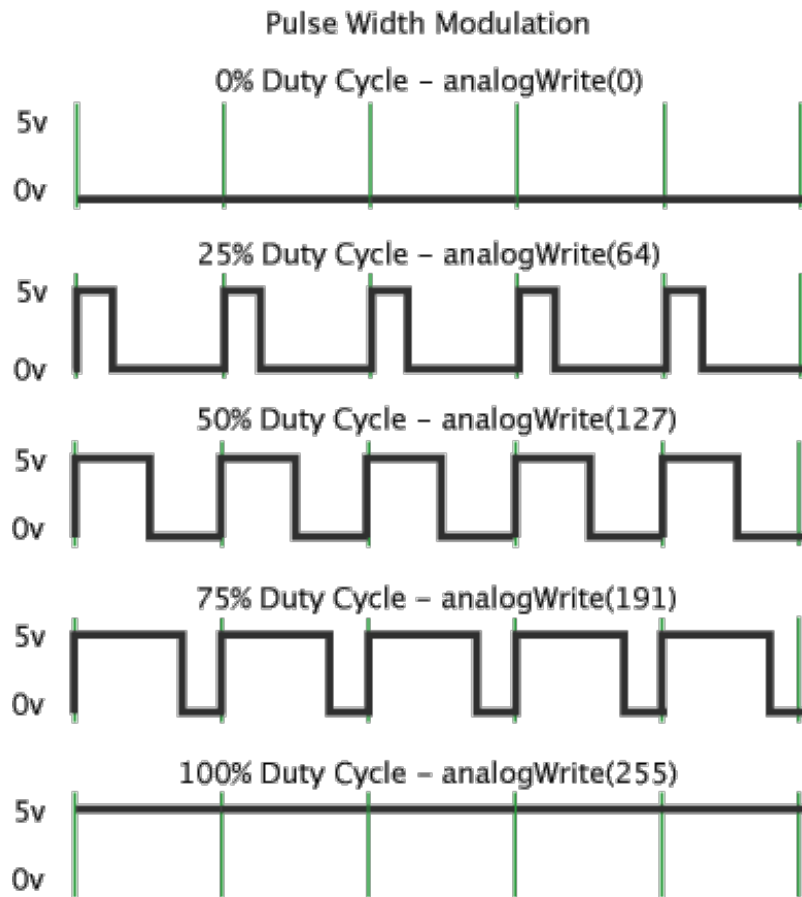 Pulse Width Modulation
0% Duty Cycle – analogWrite(0)
5v
0v
25% Duty Cycle – analogWrite(64)
5v
0v
50% Duty Cycle – analogWrite(127)
5v
0v
75% Duty Cycle – analogWrite(191)
5v
0v
100% Duty Cycle – analogWrite(255)
5v
0v